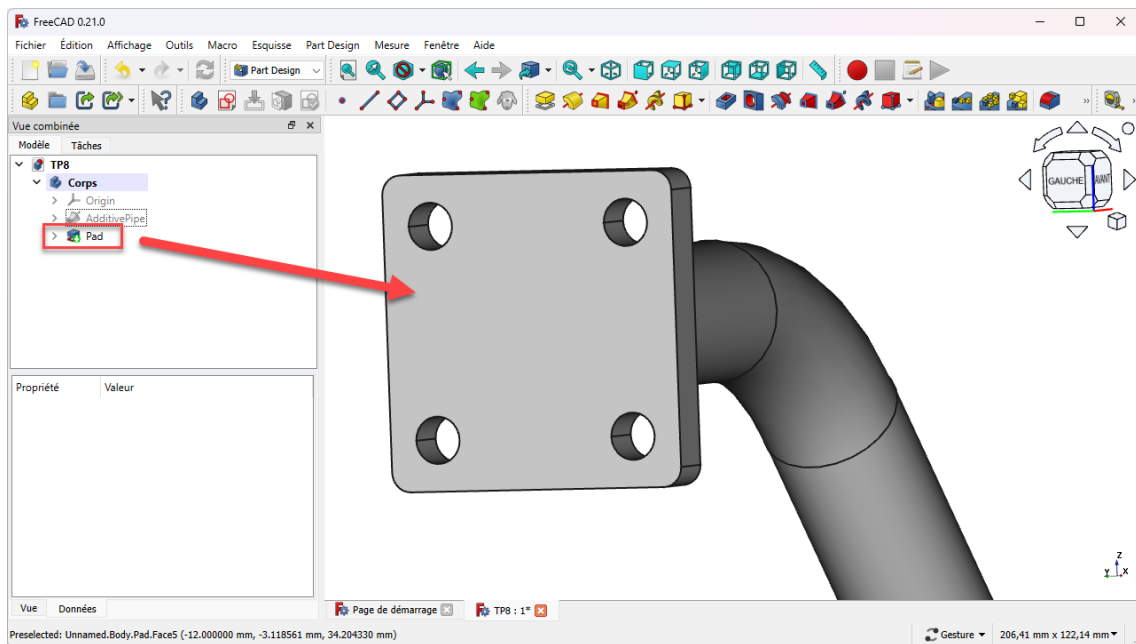 FreeCAD 0.21.0
Fichier Édition Affichage Outils Macro Esquisse Part Design Mesure Fenêtre Aide
Part Design
Vue combinée
Modèle Tâches
TP8
Corps
Origin
AdditivePipe
Pad
GAUCHE AVANT
Propriété Valeur
Z
Y X
Vue Données
Page de démarrage TP8 : 1*
Preselected: Unnamed.Body.Pad.Face5 (-12.000000 mm, -3.118561 mm, 34.204330 mm) Gesture 206,41 mm x 122,14 mm